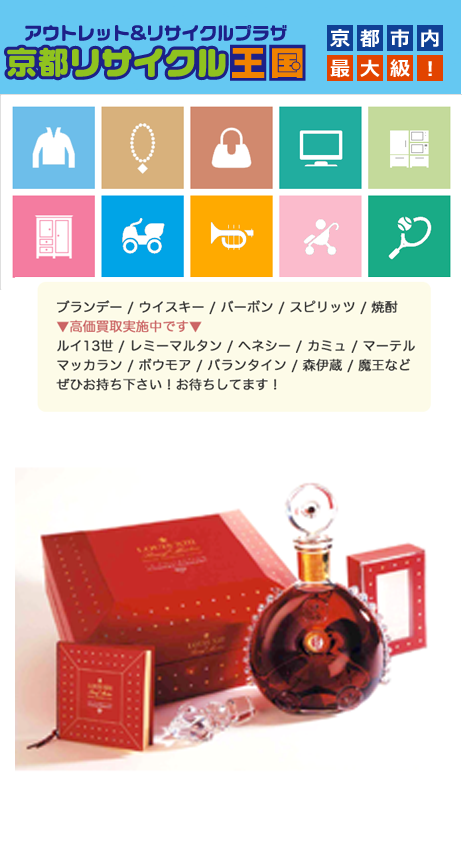 アウトレット&リサイクルプラザ
京都リサイクル王国
京都市内
最大級！
ブランデー / ウイスキー / バーボン / スピリッツ / 焼酎
▼高価買取実施中です▼
ルイ13世 / レミーマルタン / ヘネシー / カミュ / マーテル
マッカラン / ボウモア / バランタイン / 森伊蔵 / 魔王など
ぜひお持ち下さい！お待ちしてます！
LOUIS XIII
LOUIS XIII